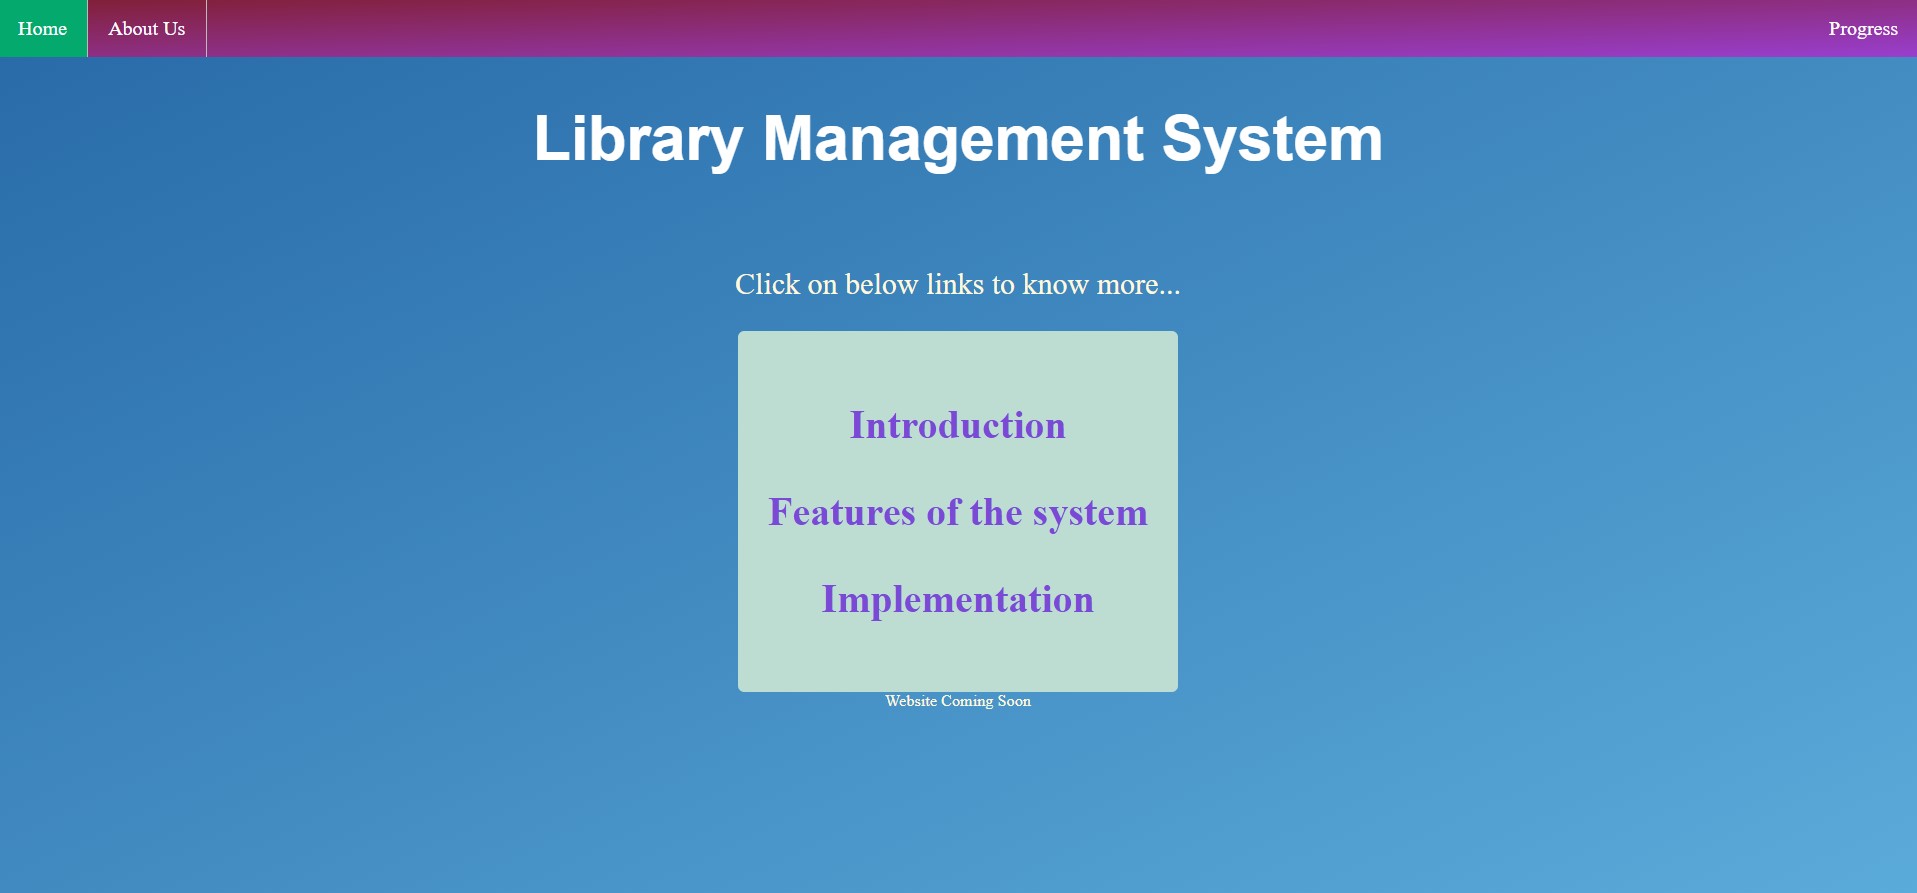 Home About Us Progress
Library Management System
Click on below links to know more...
Introduction
Features of the system
Implementation
Website Coming Soon